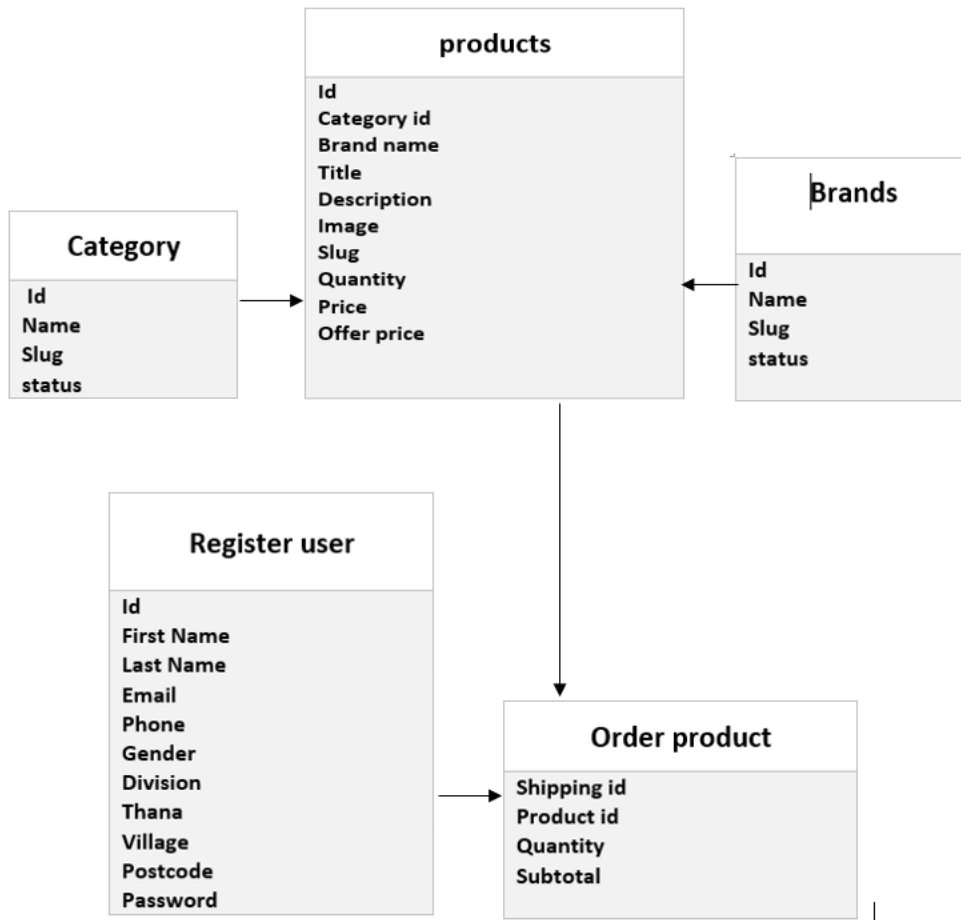 products
Id
Category id
Brand name
Title
Description
Image
Slug
Quantity
Price
Offer price
Category
Id
Name
Slug
status
Brands
Id
Name
Slug
status
Register user
Id
First Name
Last Name
Email
Phone
Gender
Division
Thana
Village
Postcode
Password
Order product
Shipping id
Product id
Quantity
Subtotal